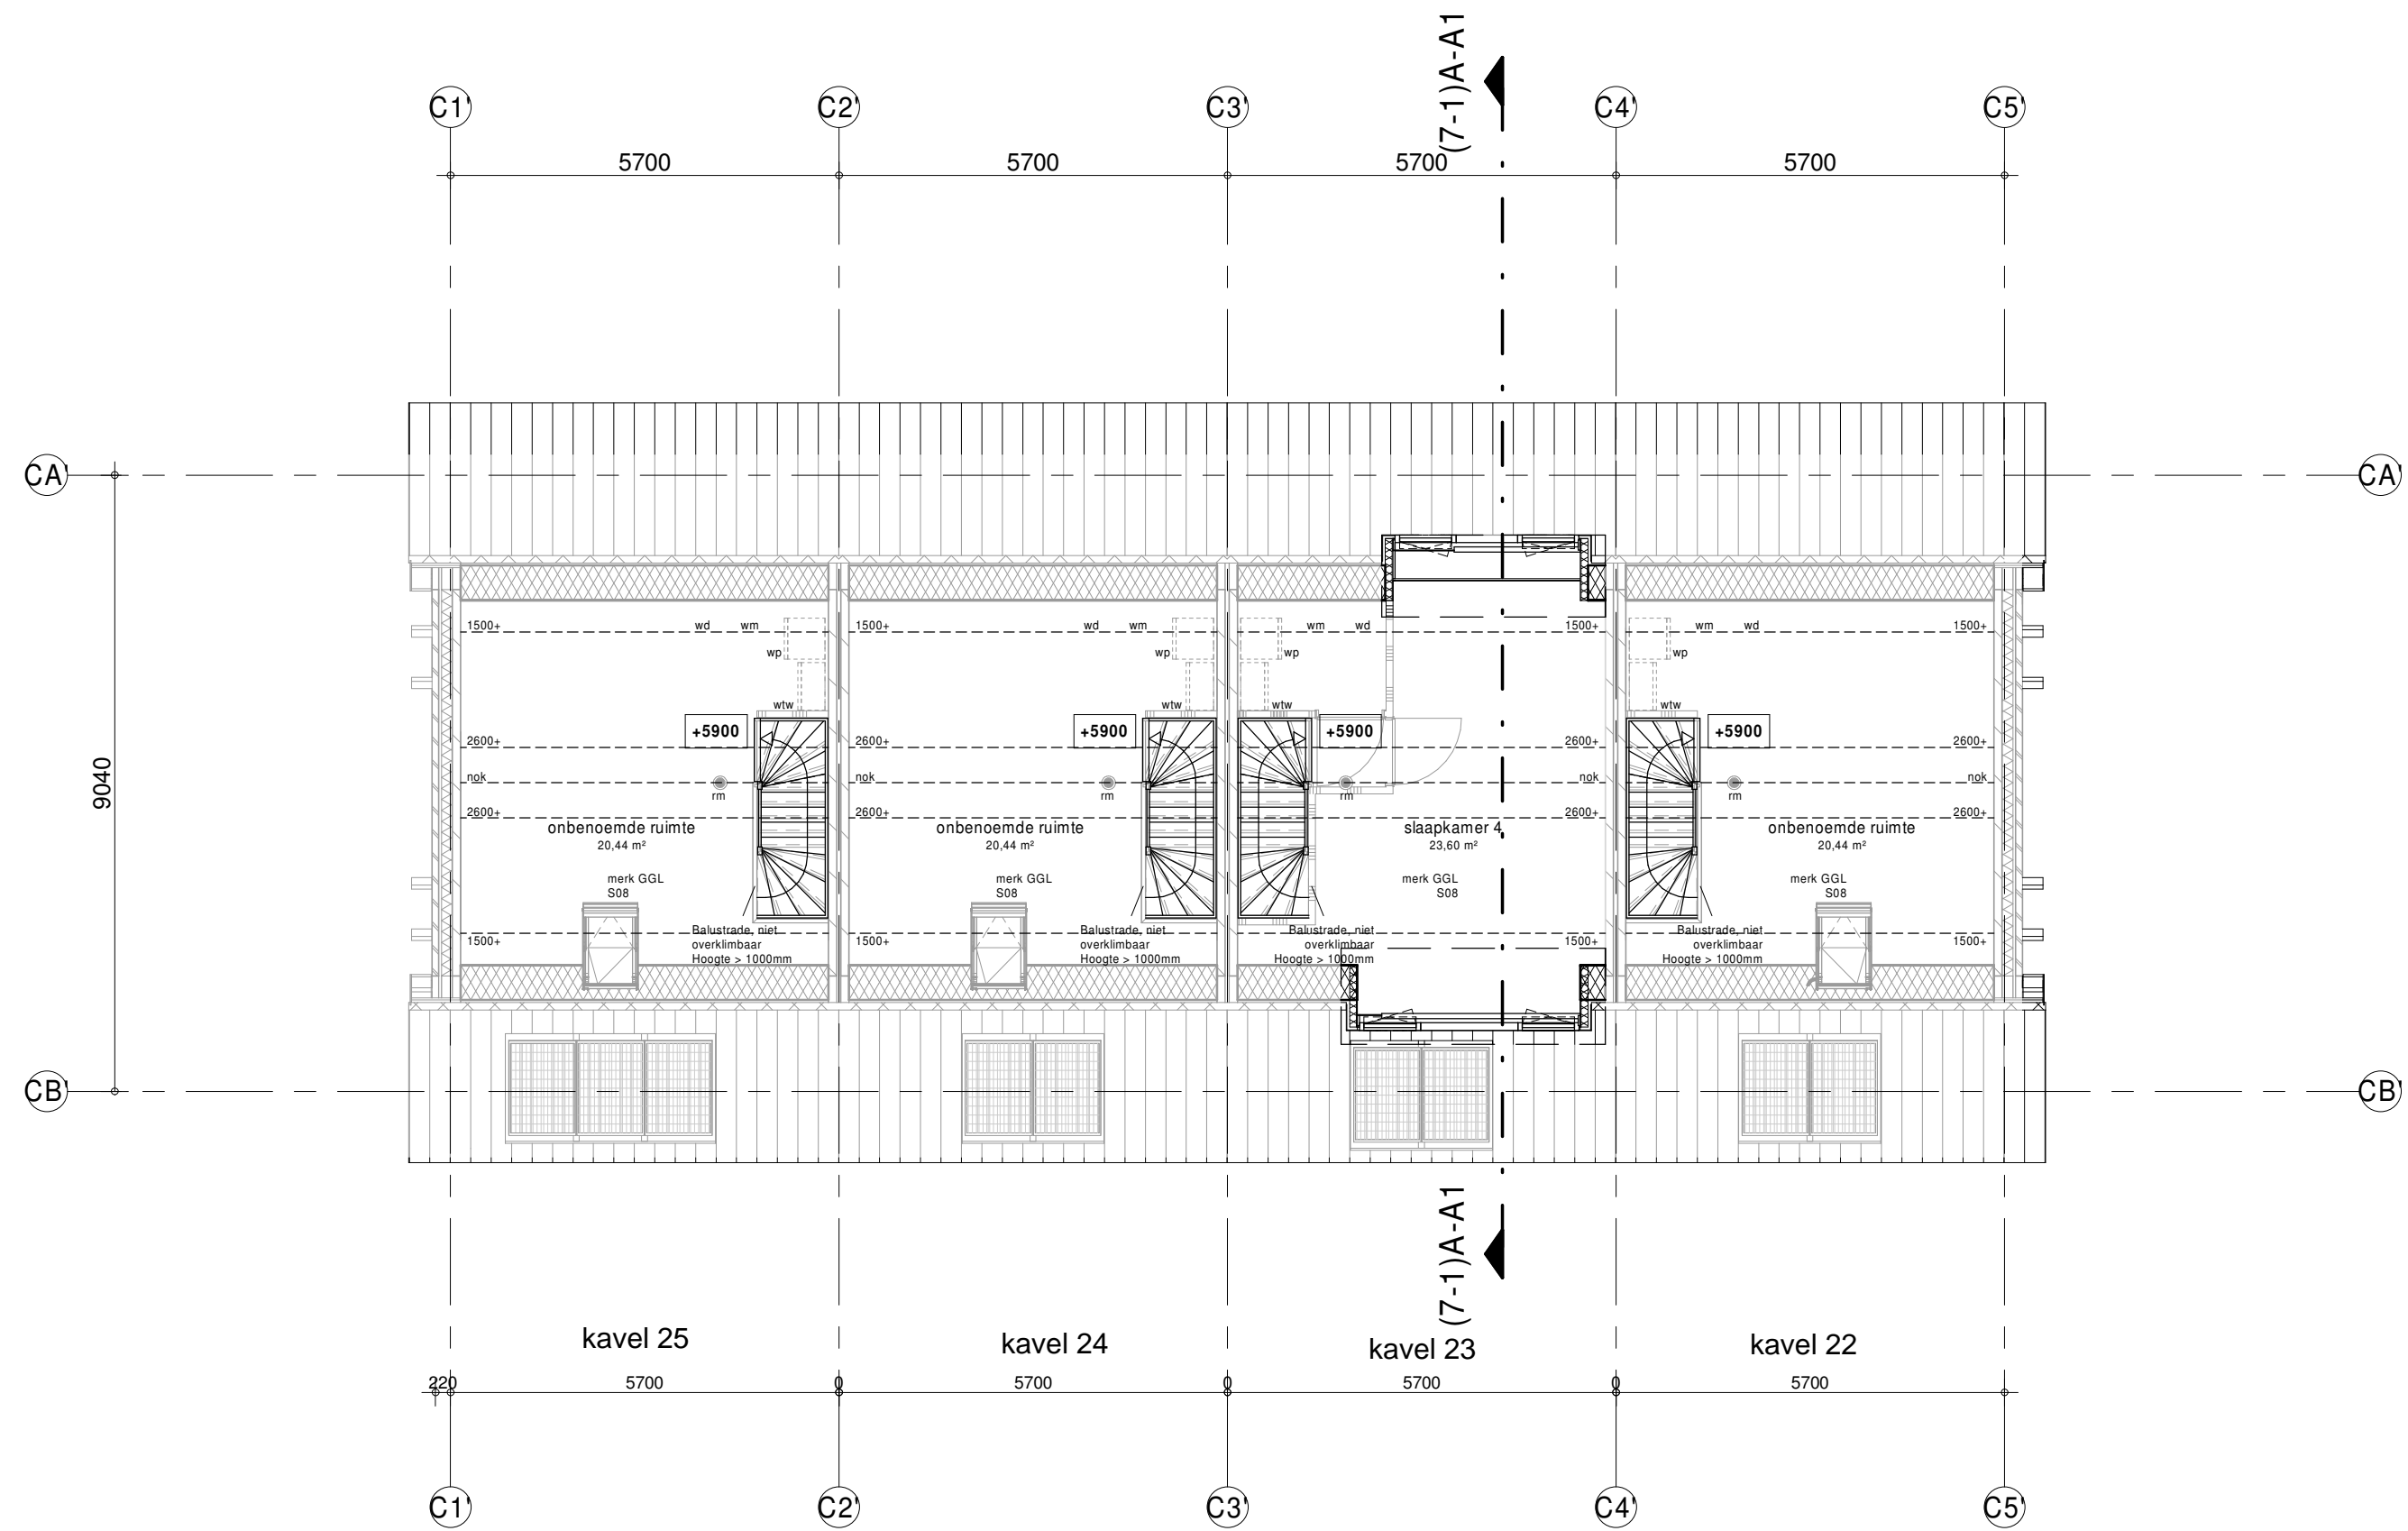 (7-1)A-A1
C1' C2' C3' C4' C5'
5700 5700 5700 5700
CA' CA'
1500+ wd wm 1500+ wd wm wm wd 1500+ wm wd 1500+
wp wp wp wp
wtw wtw wtw wtw
+5900 +5900 +5900 +5900
2600+ 2600+ 2600+ 2600+
nok nok nok nok
rm rm rm rm
9040
2600+ 2600+ 2600+ 2600+
onbenoemde ruimte onbenoemde ruimte slaapkamer 4 onbenoemde ruimte
20,44 m² 20,44 m² 23,60 m² 20,44 m²
merk GGL merk GGL merk GGL merk GGL
S08 S08 S08 S08
Balustrade, niet Balustrade, niet Balustrade, niet Balustrade, niet
1500+ overklimbaar 1500+ overklimbaar overklimbaar 1500+ overklimbaar 1500+
Hoogte > 1000mm Hoogte > 1000mm Hoogte > 1000mm Hoogte > 1000mm
CB' CB'
(7-1)A-A1
kavel 25 kavel 24 kavel 23 kavel 22
220 5700 0 5700 0 5700 0 5700
C1' C2' C3' C4' C5'